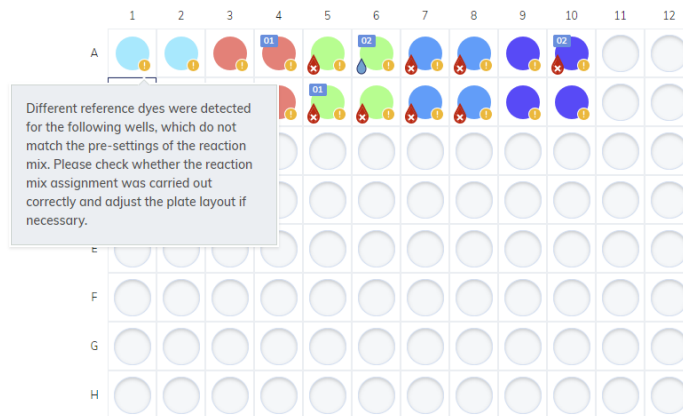 1 2 3 4 5 6 7 8 9 10 11 12
A 01 02 02
01
Different reference dyes were detected
for the following wells, which do not
match the pre-settings of the reaction
mix. Please check whether the reaction
mix assignment was carried out
correctly and adjust the plate layout if
necessary.
E
F
G
H